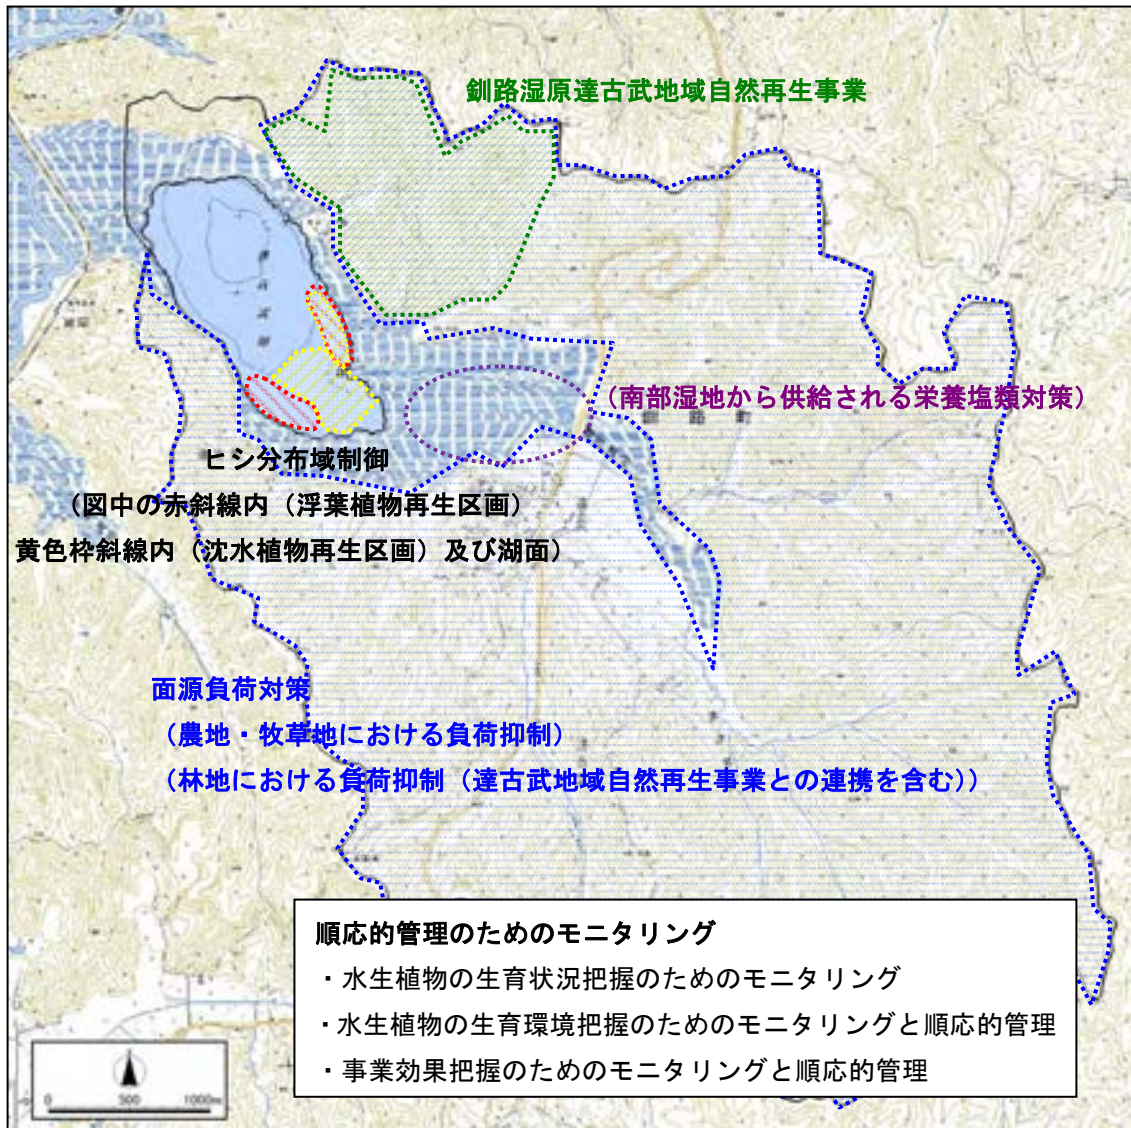 釧路湿原達古武地域自然再生事業
(南部湿地から供給される栄養塩類対策)
釧路町
ヒシ分布域制御
(図中の赤斜線内(浮葉植物再生区画)
黄色枠斜線内(沈水植物再生区画)及び湖面)
面源負荷対策
(農地・牧草地における負荷抑制)
(林地における負荷抑制(達古武地域自然再生事業との連携を含む))
順応的管理のためのモニタリング
・水生植物の生育状況把握のためのモニタリング
・水生植物の生育環境把握のためのモニタリングと順応的管理
・事業効果把握のためのモニタリングと順応的管理
0 500 1000m